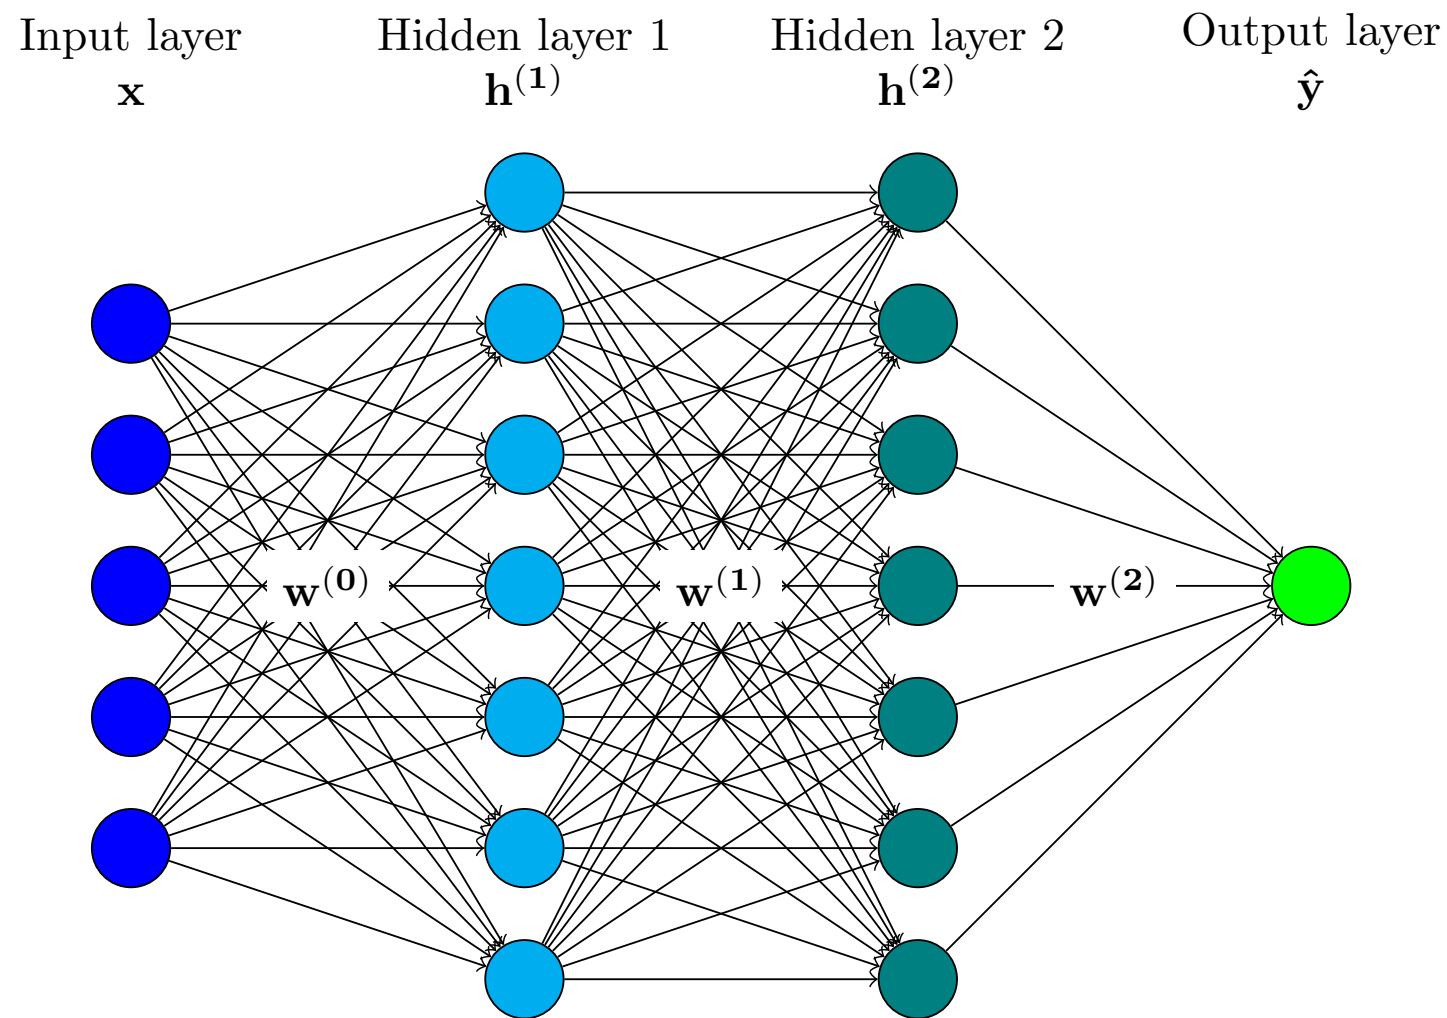 Input layer
x
Hidden layer 1
h(1)
Hidden layer 2
h(2)
Output layer
ŷ
w(0)
w(1)
w(2)